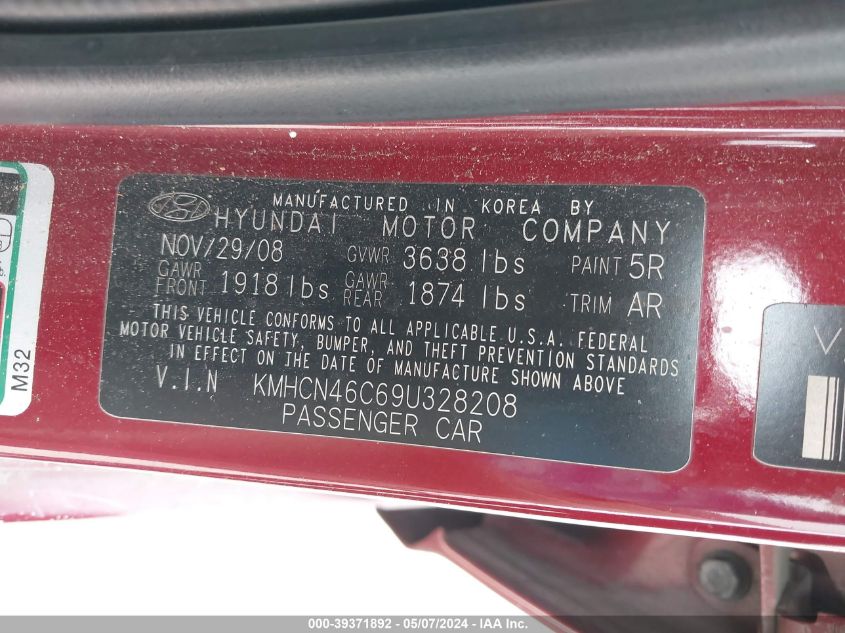 MANUFACTURED IN KOREA BY
HYUNDAI MOTOR COMPANY
NOV/29/08 GVWR 3638 lbs PAINT 5R
GAWR FRONT 1918 lbs GAWR REAR 1874 lbs TRIM AR
THIS VEHICLE CONFORMS TO ALL APPLICABLE U.S.A. FEDERAL
MOTOR VEHICLE SAFETY, BUMPER, AND THEFT PREVENTION STANDARDS
IN EFFECT ON THE DATE OF MANUFACTURE SHOWN ABOVE
V.I.N KMHCN46C69U328208
PASSENGER CAR
M32
V
000-39371892 - 05/07/2024 - IAA Inc.